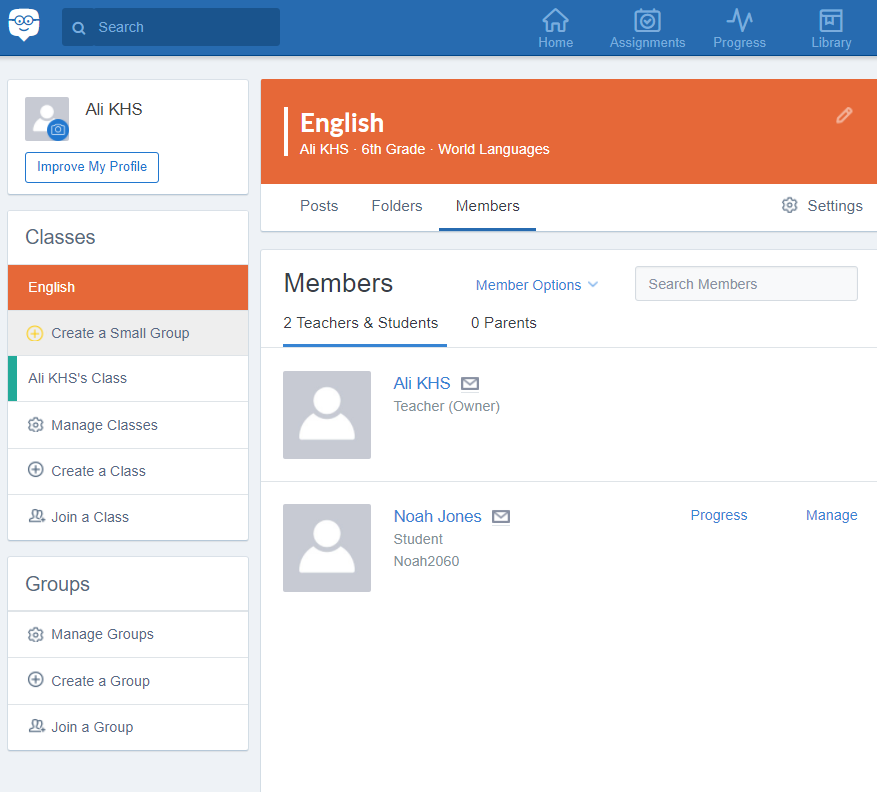 Search
Home
Assignments
Progress
Library
Ali KHS
Improve My Profile
Classes
English
Create a Small Group
Ali KHS's Class
Manage Classes
Create a Class
Join a Class
Groups
Manage Groups
Create a Group
Join a Group
English
Ali KHS · 6th Grade · World Languages
Posts
Folders
Members
Settings
Members
Member Options
Search Members
2 Teachers & Students
0 Parents
Ali KHS
Teacher (Owner)
Noah Jones
Student
Noah2060
Progress
Manage